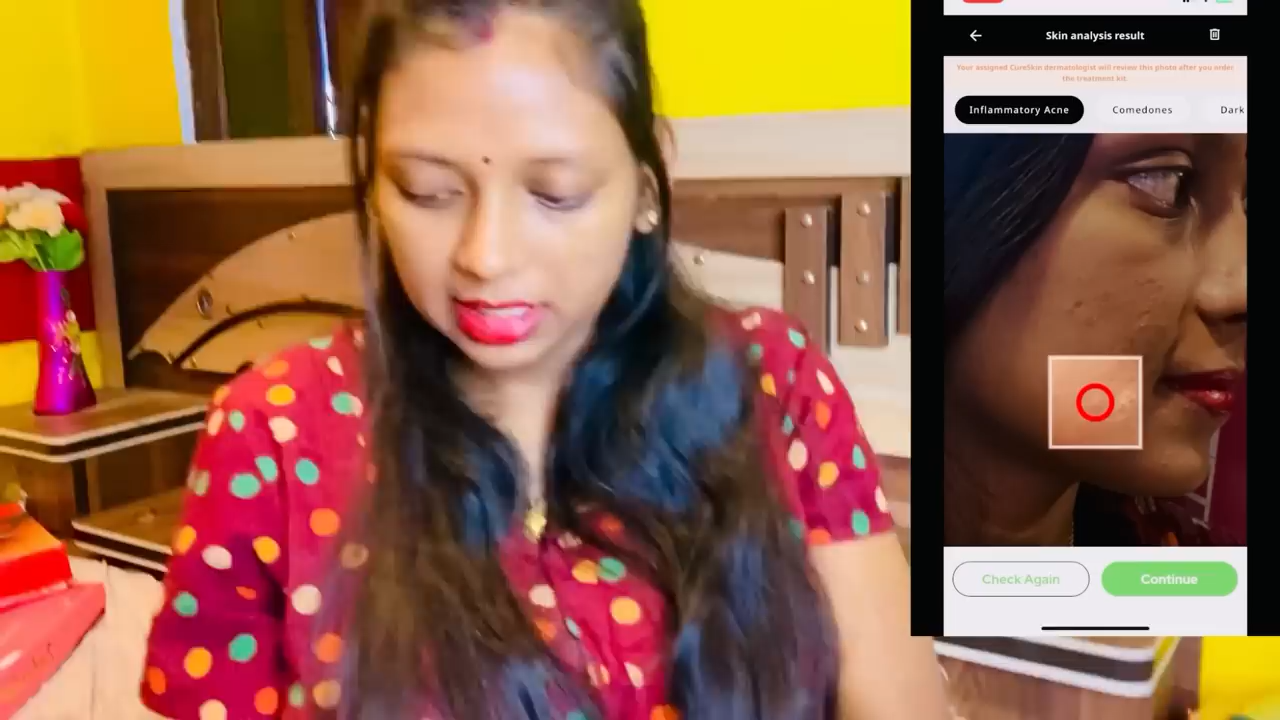 Skin analysis result
Your assigned CureSkin dermatologist will review this photo after you order
the treatment kit.
Inflammatory Acne
Comedones
Dark
Check Again
Continue